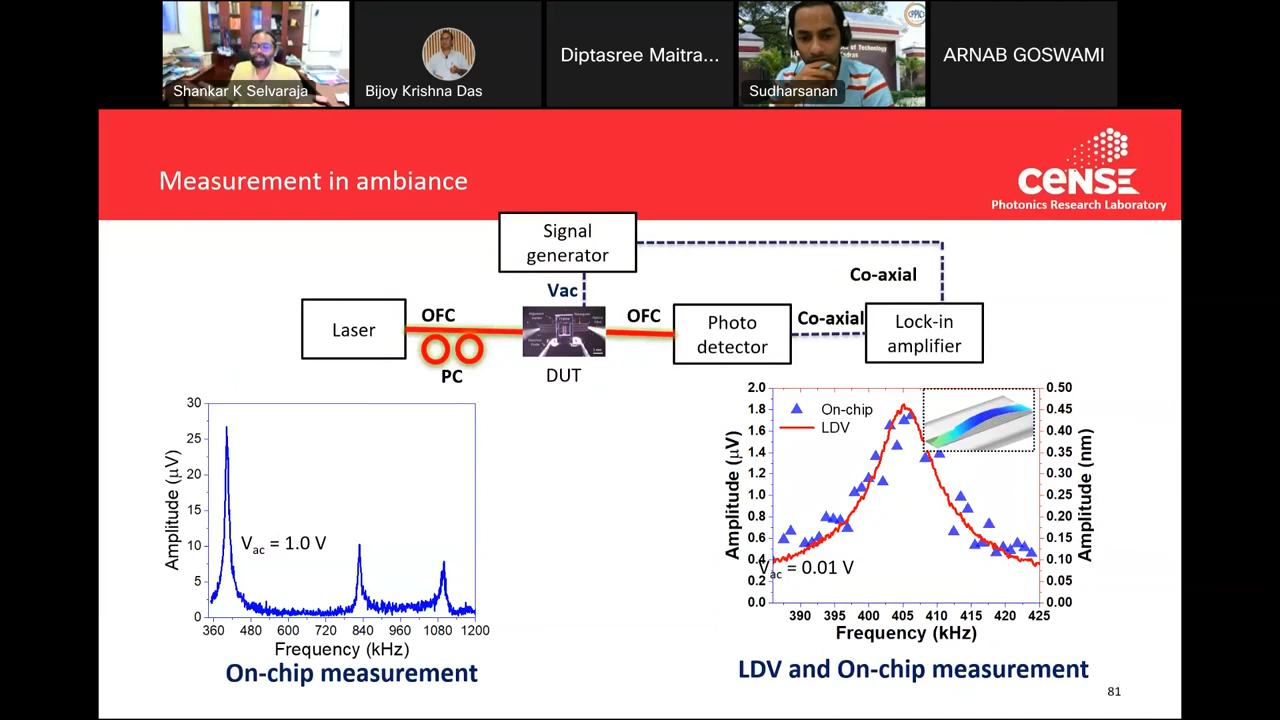 Shankar K Selvaraja
Bijoy Krishna Das
Diptasree Maitra...
Sudharsanan
ARNAB GOSWAMI
CPPICS
of Technology
Measurement in ambiance
CENSE
Photonics Research Laboratory
Signal
generator
Co-axial
Vac
Laser
OFC
PC
DUT
OFC
Photo
detector
Co-axial
Lock-in
amplifier
30
25
20
15
10
5
0
Amplitude (µV)
Vac = 1.0 V
360 480 600 720 840 960 1080 1200
Frequency (kHz)
On-chip measurement
2.0
1.8
1.6
1.4
1.2
1.0
0.8
0.6
0.4
0.2
0.0
Amplitude (µV)
On-chip
LDV
Vac = 0.01 V
0.50
0.45
0.40
0.35
0.30
0.25
0.20
0.15
0.10
0.05
0.00
Amplitude (nm)
390 395 400 405 410 415 420 425
Frequency (kHz)
LDV and On-chip measurement
81